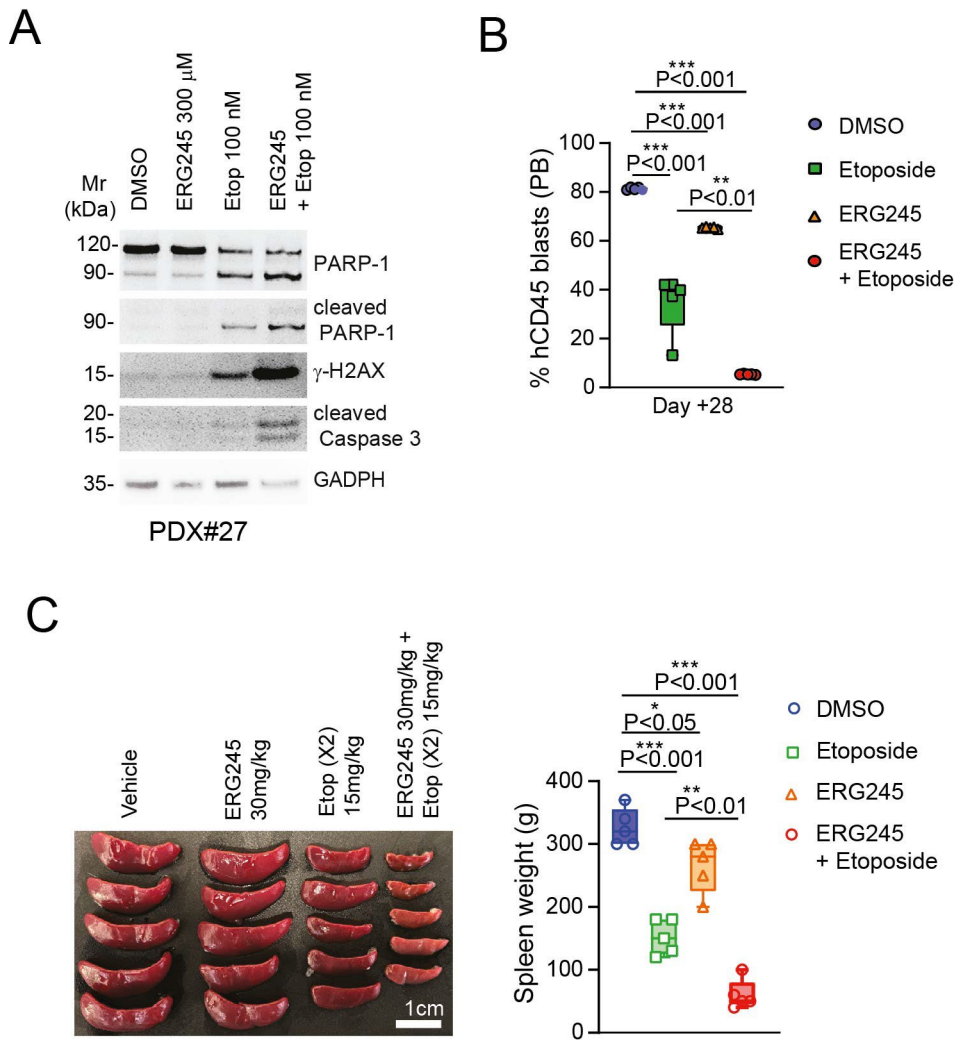 A
Mr
(kDa)
DMSO
ERG245 300 μM
Etop 100 nM
ERG245
+ Etop 100 nM
120-
90-
PARP-1
90-
cleaved
PARP-1
15-
γ-H2AX
20-
15-
cleaved
Caspase 3
35-
GADPH
PDX#27
B
***
P<0.001
***
P<0.001
***
P<0.001
**
P<0.01
% hCD45 blasts (PB)
100
80
60
40
20
0
Day +28
DMSO
Etoposide
ERG245
ERG245
+ Etoposide
C
Vehicle
ERG245
30mg/kg
Etop (X2)
15mg/kg
ERG245 30mg/kg +
Etop (X2) 15mg/kg
1cm
***
P<0.001
*
P<0.05
***
P<0.001
**
P<0.01
Spleen weight (g)
400
300
200
100
0
DMSO
Etoposide
ERG245
ERG245
+ Etoposide